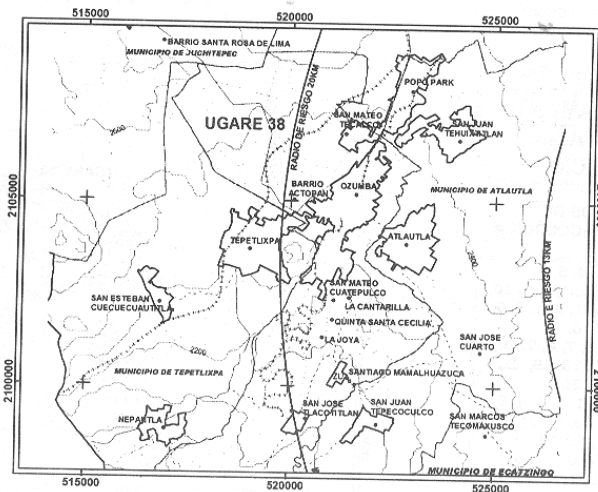 515000
520000
525000
BARRIO SANTA ROSA DE LIMA
MUNICIPIO DE JUCHITEPEC
POPO PARK
RADIO DE RIESGO 20KM
UGARE 38
SAN MATEO
TECALCO
SAN JUAN
TEHUIXTITLAN
2105000
BARRIO
ACTOPAN
OZUMBA
MUNICIPIO DE ATLAUTLA
TEPETLIXPA
ATLAUTLA
2500
SAN ESTEBAN
CUECUECUAUTITLA
SAN MATEO
CUATEPULCO
LA CANTARILLA
QUINTA SANTA CECILIA
RADIO E RIESGO 13KM
LA JOYA
SAN JOSE
CUARTO
2200
MUNICIPIO DE TEPETLIXPA
SANTIAGO MAMALHUAZUCA
2100000
2100000
NEPANTLA
SAN JOSE
TLACOTITLAN
SAN JUAN
TEPECOCULCO
SAN MARCOS
TECOMAXUSCO
MUNICIPIO DE ECATZINGO
515000
520000
525000